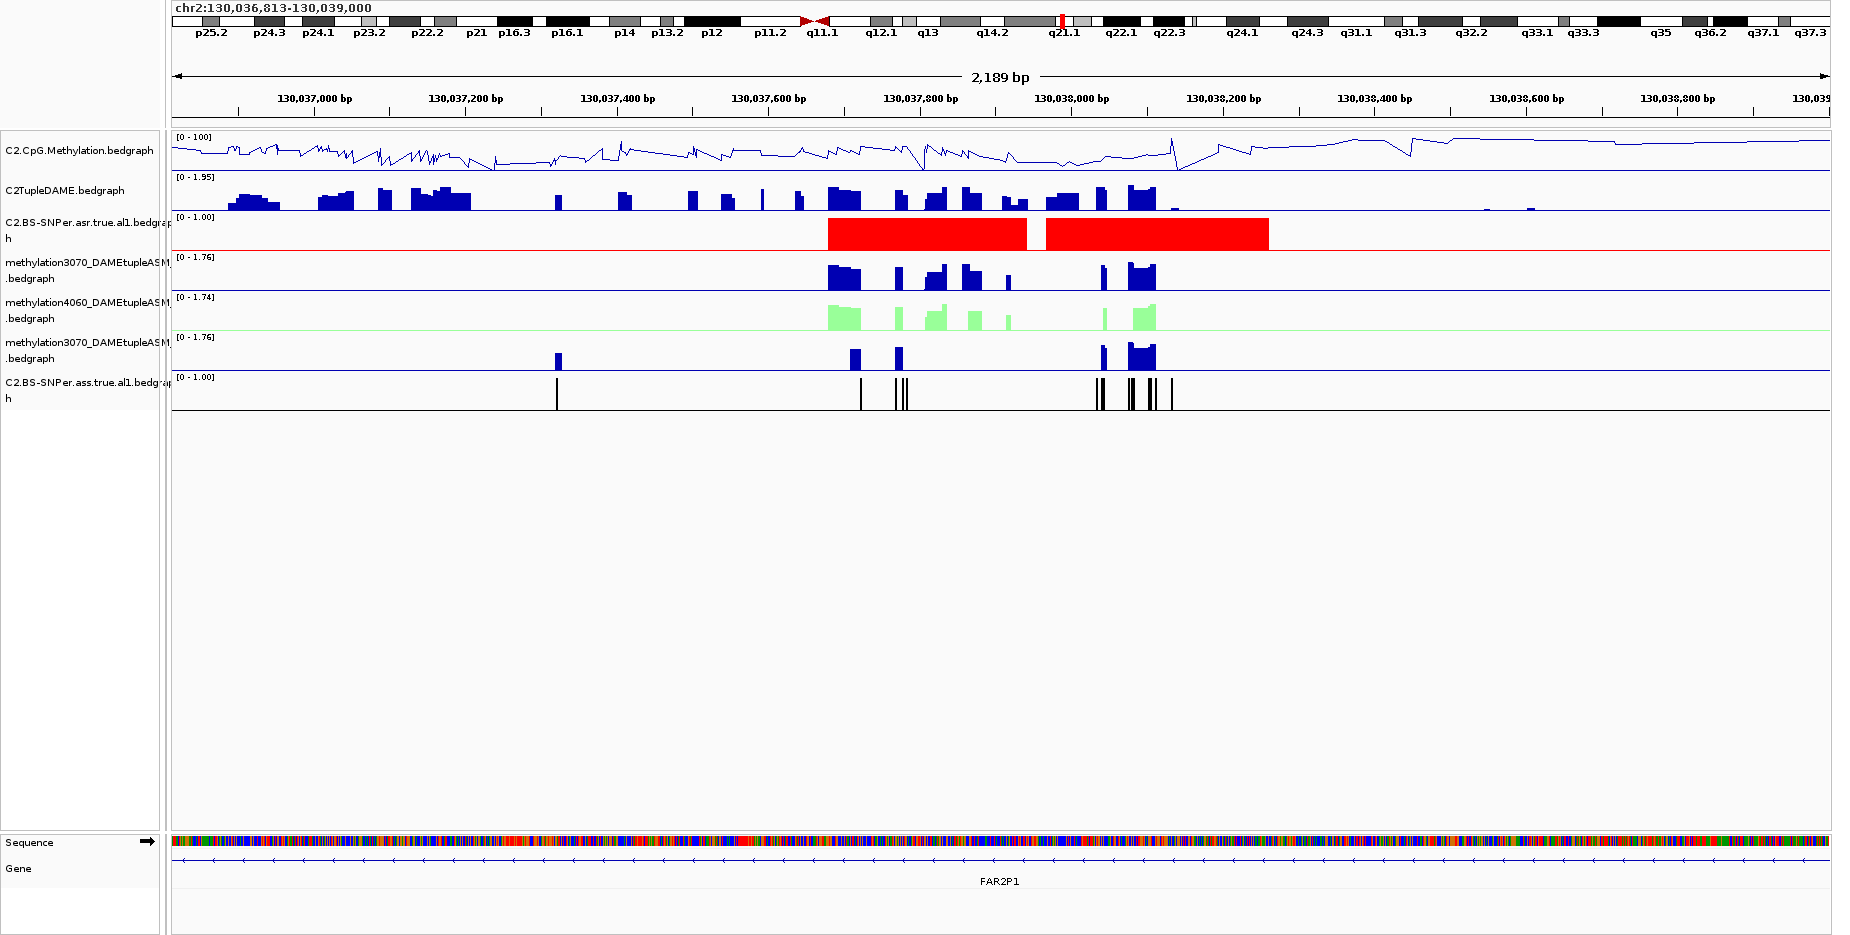 chr2:130,036,813-130,039,000
p25.2 p24.3 p24.1 p23.2 p22.2 p21 p16.3 p16.1 p14 p13.2 p12 p11.2 q11.1 q12.1 q13 q14.2 q21.1 q22.1 q22.3 q24.1 q24.3 q31.1 q31.3 q32.2 q33.1 q33.3 q35 q36.2 q37.1 q37.3
2,189 bp
130,037,000 bp 130,037,200 bp 130,037,400 bp 130,037,600 bp 130,037,800 bp 130,038,000 bp 130,038,200 bp 130,038,400 bp 130,038,600 bp 130,038,800 bp 130,039
[0 - 100]
C2.CpG.Methylation.bedgraph
[0 - 1.95]
C2TupleDAME.bedgraph
[0 - 1.00]
C2.BS-SNPer.asr.true.al1.bedgrap
h
[0 - 1.76]
methylation3070_DAMEtupleASM_
.bedgraph
[0 - 1.74]
methylation4060_DAMEtupleASM_
.bedgraph
[0 - 1.76]
methylation3070_DAMEtupleASM_
.bedgraph
[0 - 1.00]
C2.BS-SNPer.ass.true.al1.bedgrap
h
Sequence
Gene
FAR2P1